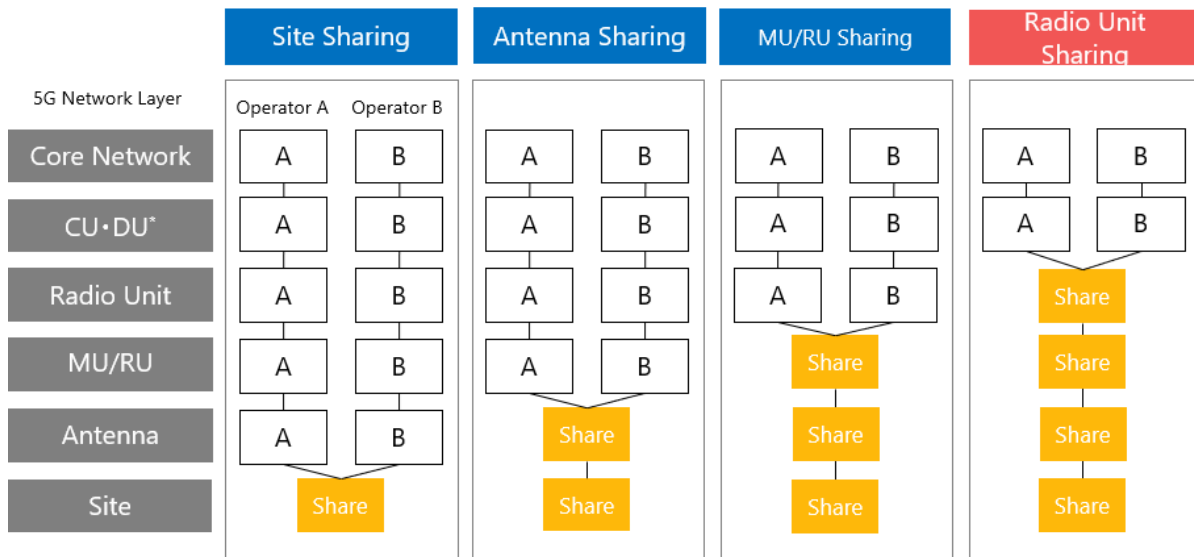 Site Sharing
Antenna Sharing
MU/RU Sharing
Radio Unit
Sharing
5G Network Layer
Operator A Operator B
Core Network A B A B A B A B
CU・DU* A B A B A B A B
Radio Unit A B A B A B Share
MU/RU A B A B Share Share
Antenna A B Share Share Share
Site Share Share Share Share